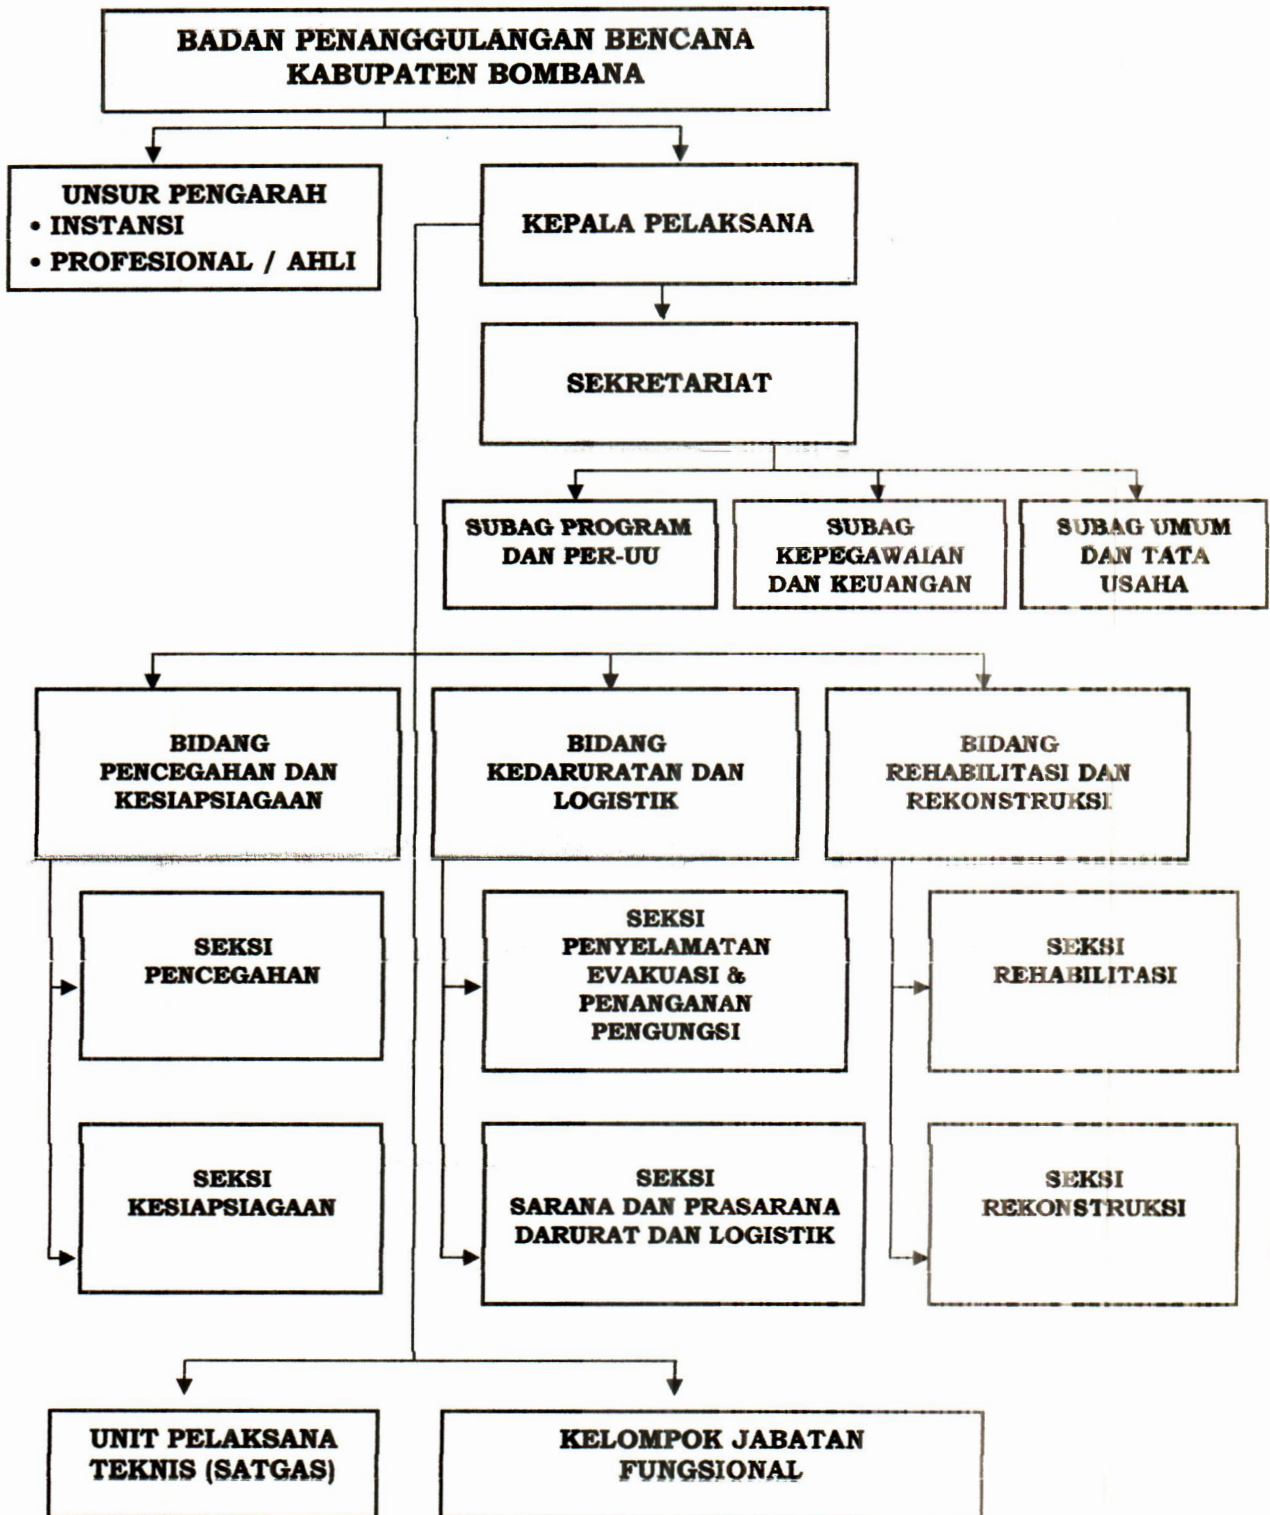 BADAN PENANGGULANGAN BENCANA
KABUPATEN BOMBANA
UNSUR PENGARAH
• INSTANSI
• PROFESIONAL / AHLI
KEPALA PELAKSANA
SEKRETARIAT
SUBAG PROGRAM
DAN PER-UU
SUBAG
KEPEGAWAIAN
DAN KEUANGAN
SUBAG UMUM
DAN TATA
USAHA
BIDANG
PENCEGAHAN DAN
KESIAPSIAGAAN
BIDANG
KEDARURATAN DAN
LOGISTIK
BIDANG
REHABILITASI DAN
REKONSTRUKSI
SEKSI
PENCEGAHAN
SEKSI
PENYELAMATAN
EVAKUASI &
PENANGANAN
PENGUNGSI
SEKSI
REHABILITASI
SEKSI
KESIAPSIAGAAN
SEKSI
SARANA DAN PRASARANA
DARURAT DAN LOGISTIK
SEKSI
REKONSTRUKSI
UNIT PELAKSANA
TEKNIS (SATGAS)
KELOMPOK JABATAN
FUNGSIONAL